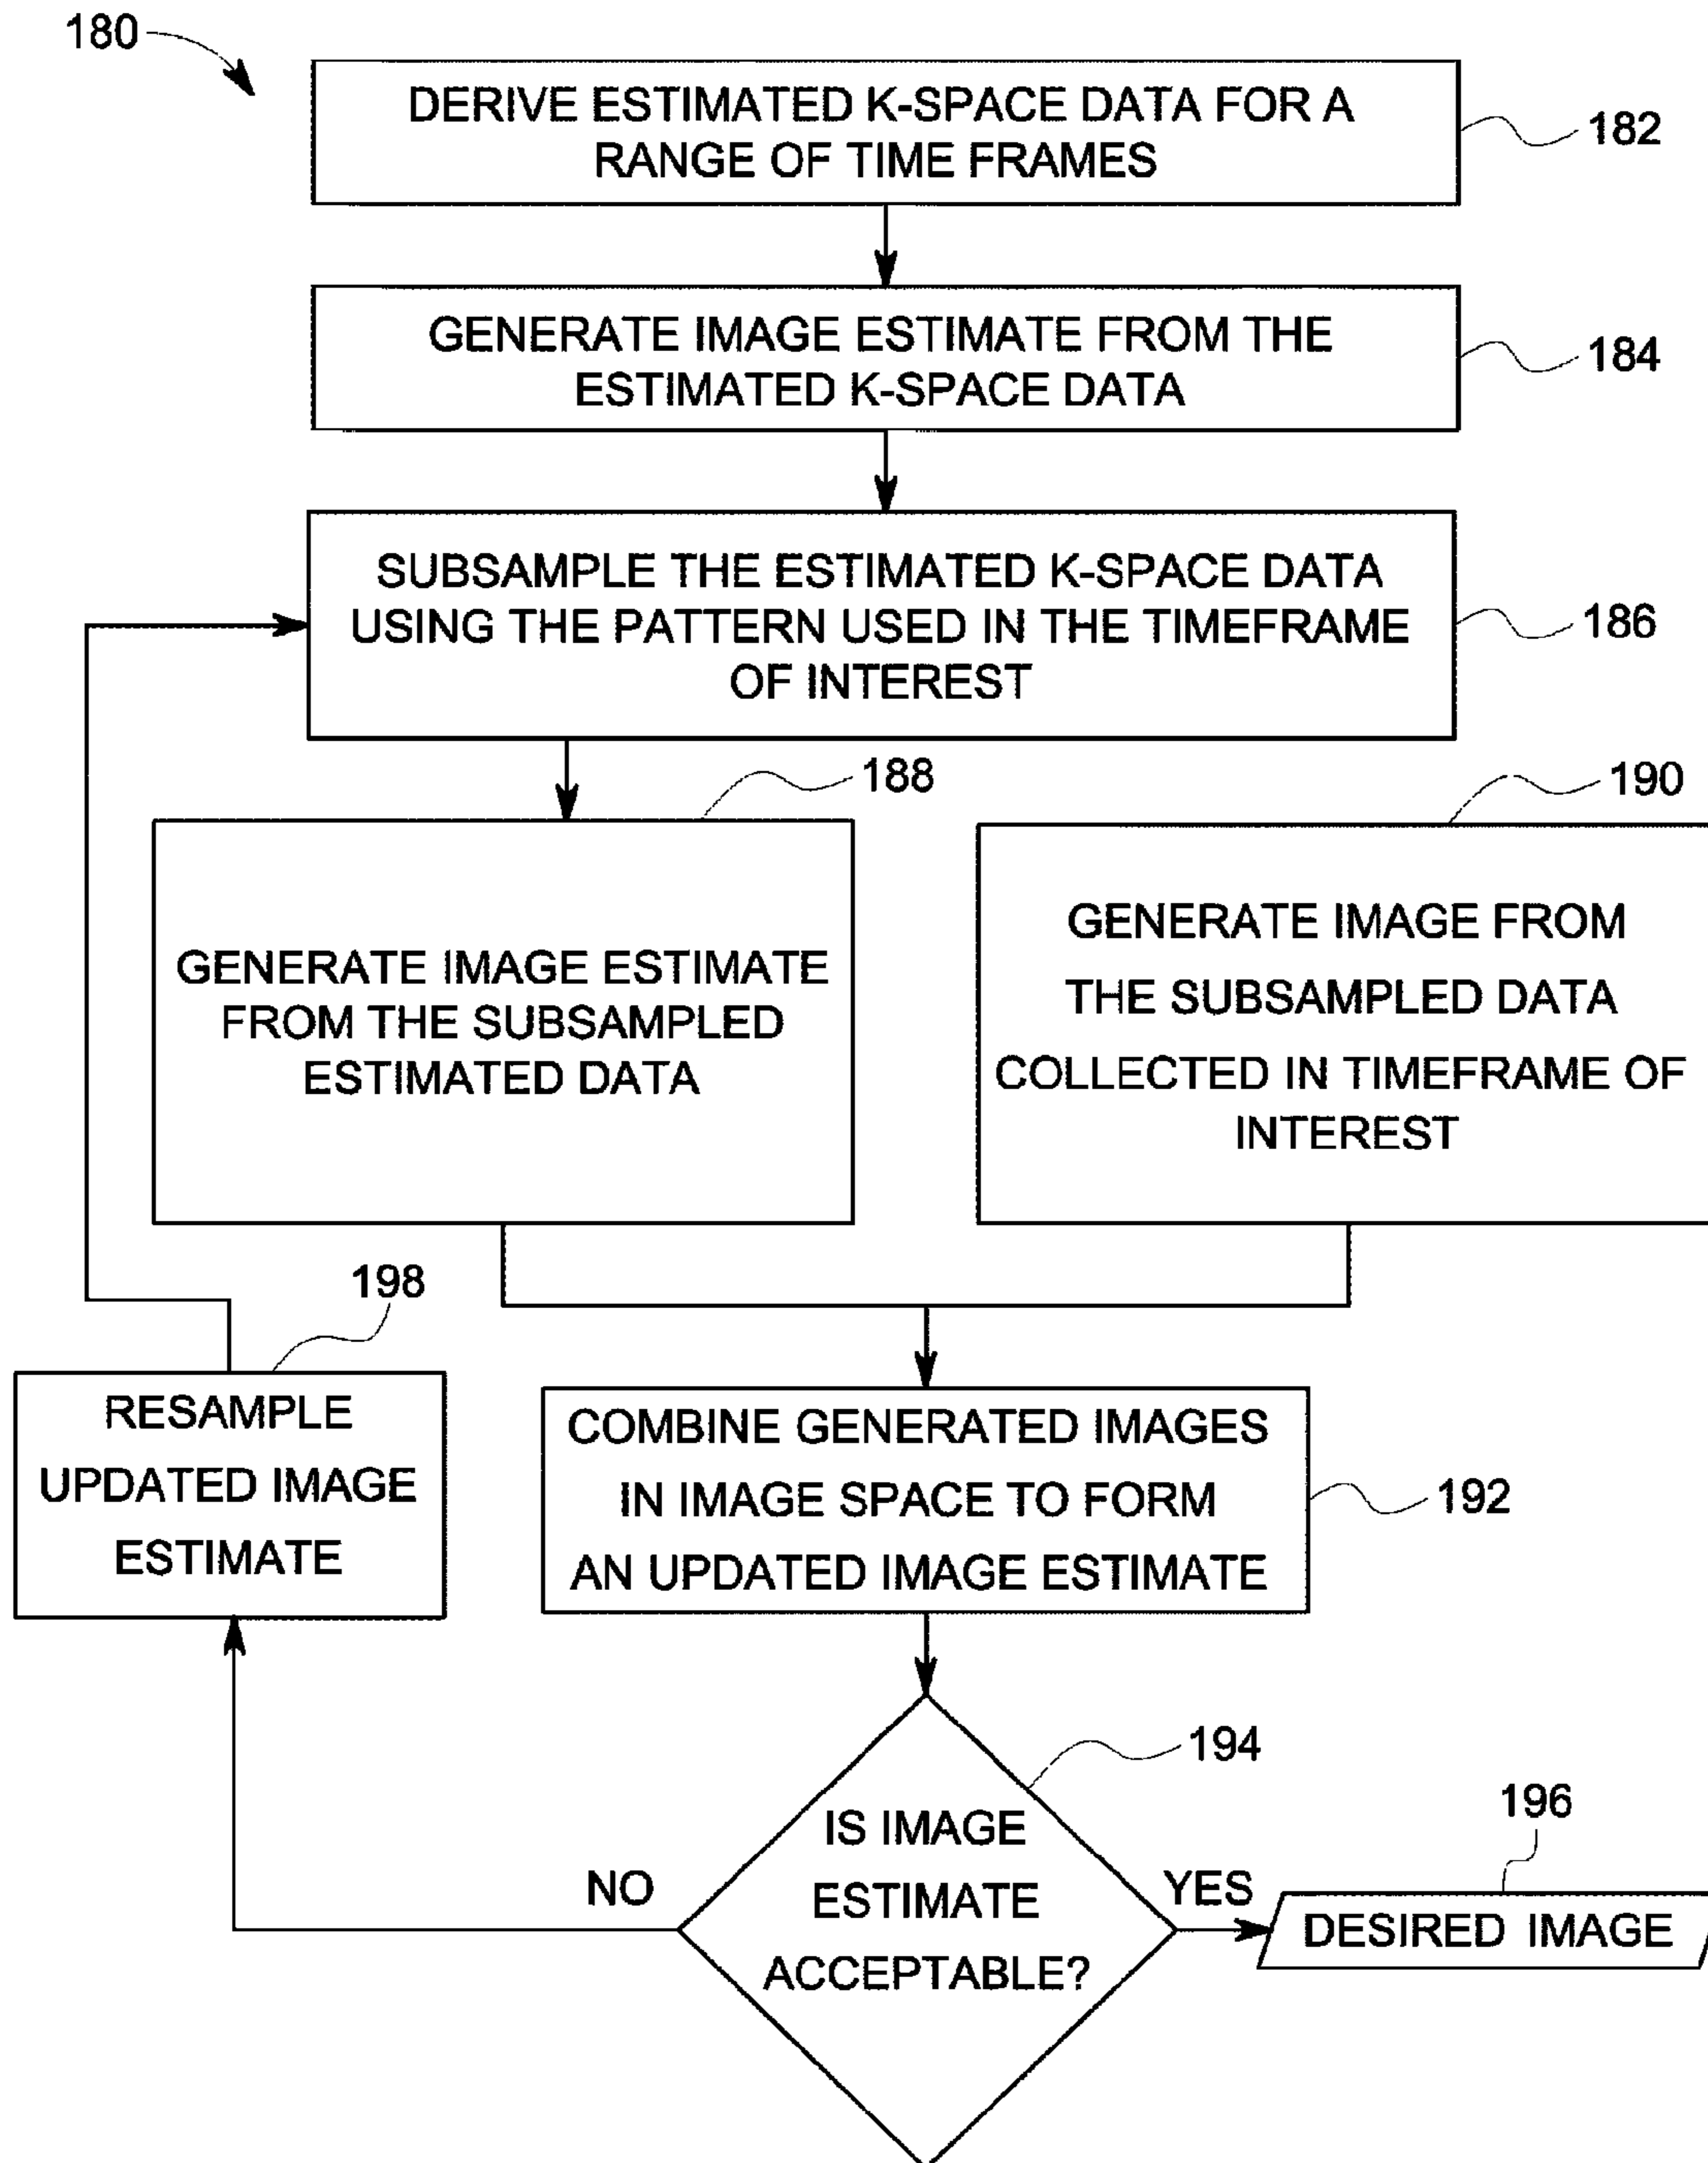 180
DERIVE ESTIMATED K-SPACE DATA FOR A
RANGE OF TIME FRAMES
182
GENERATE IMAGE ESTIMATE FROM THE
ESTIMATED K-SPACE DATA
184
SUBSAMPLE THE ESTIMATED K-SPACE DATA
USING THE PATTERN USED IN THE TIMEFRAME
OF INTEREST
186
188
GENERATE IMAGE ESTIMATE
FROM THE SUBSAMPLED
ESTIMATED DATA
190
GENERATE IMAGE FROM
THE SUBSAMPLED DATA
COLLECTED IN TIMEFRAME OF
INTEREST
198
RESAMPLE
UPDATED IMAGE
ESTIMATE
COMBINE GENERATED IMAGES
IN IMAGE SPACE TO FORM
AN UPDATED IMAGE ESTIMATE
192
194
IS IMAGE
ESTIMATE
ACCEPTABLE?
NO
YES
196
DESIRED IMAGE